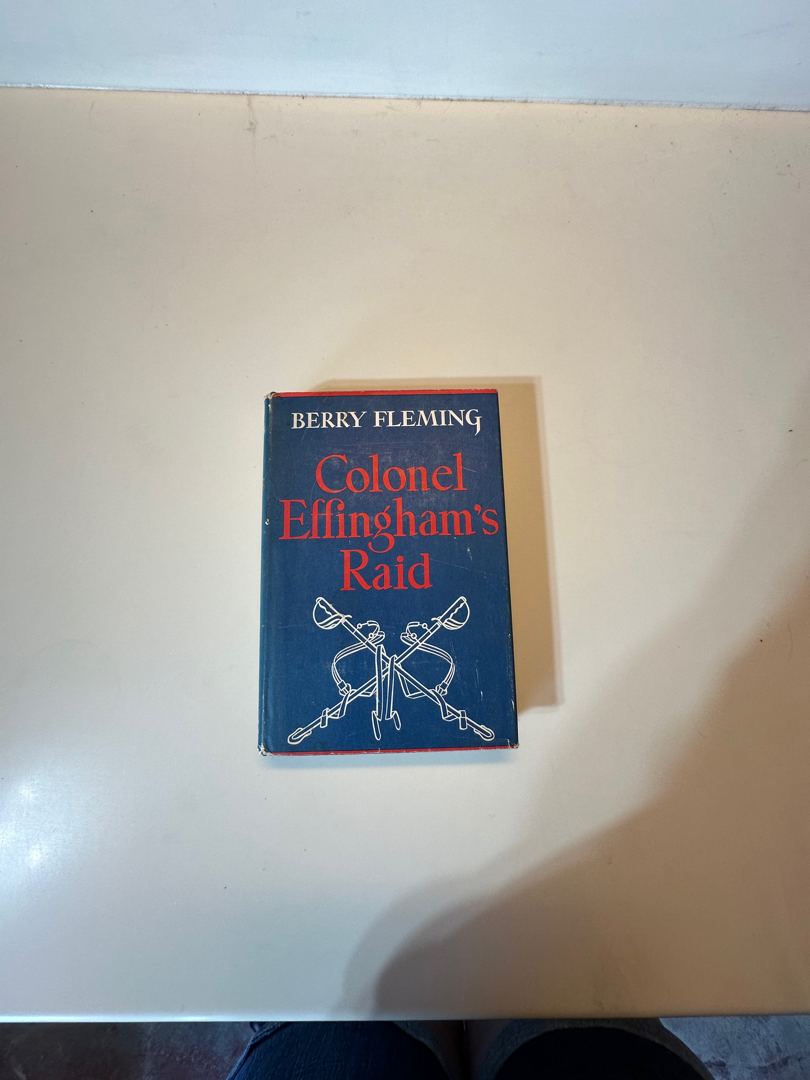 BERRY FLEMING
Colonel
Effingham's
Raid